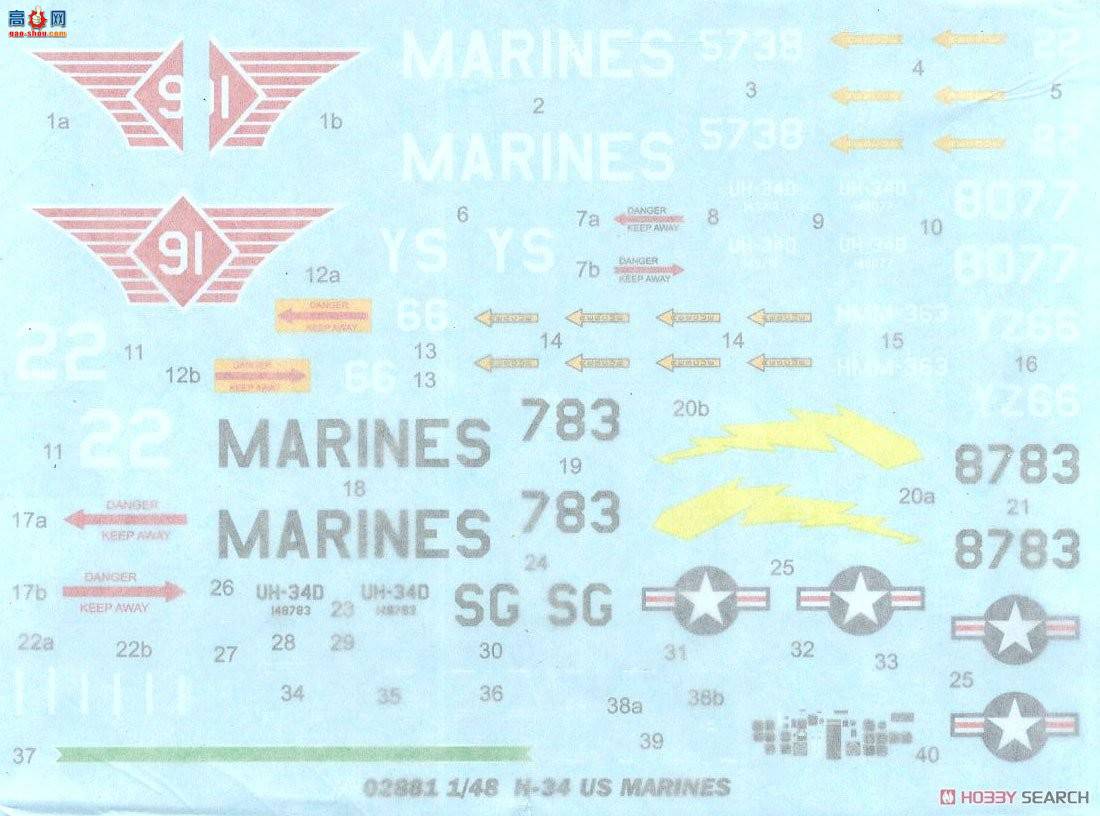 高手网
gao-shou.com
MARINES
5738
22
91
1a
1b
2
3
4
5
MARINES
5738
22
UH-34D
UH-34D
8077
91
6
YS
YS
7a
DANGER
KEEP AWAY
8
9
10
7b
DANGER
KEEP AWAY
UH-34D
UH-34D
8077
12a
DANGER
KEEP AWAY
66
14
14
HMM-363
YZ66
22
11
13
15
16
12b
DANGER
KEEP AWAY
66
13
HMM-363
YZ66
11
22
MARINES
783
20b
8783
18
19
20a
21
17a
DANGER
KEEP AWAY
MARINES
783
8783
24
25
17b
DANGER
KEEP AWAY
26
UH-34D
148783
23
UH-34D
148783
SG
SG
22a
22b
27
28
29
30
31
32
33
25
34
35
36
38a
38b
37
39
40
02881 1/48 H-34 US MARINES
HOBBY SEARCH